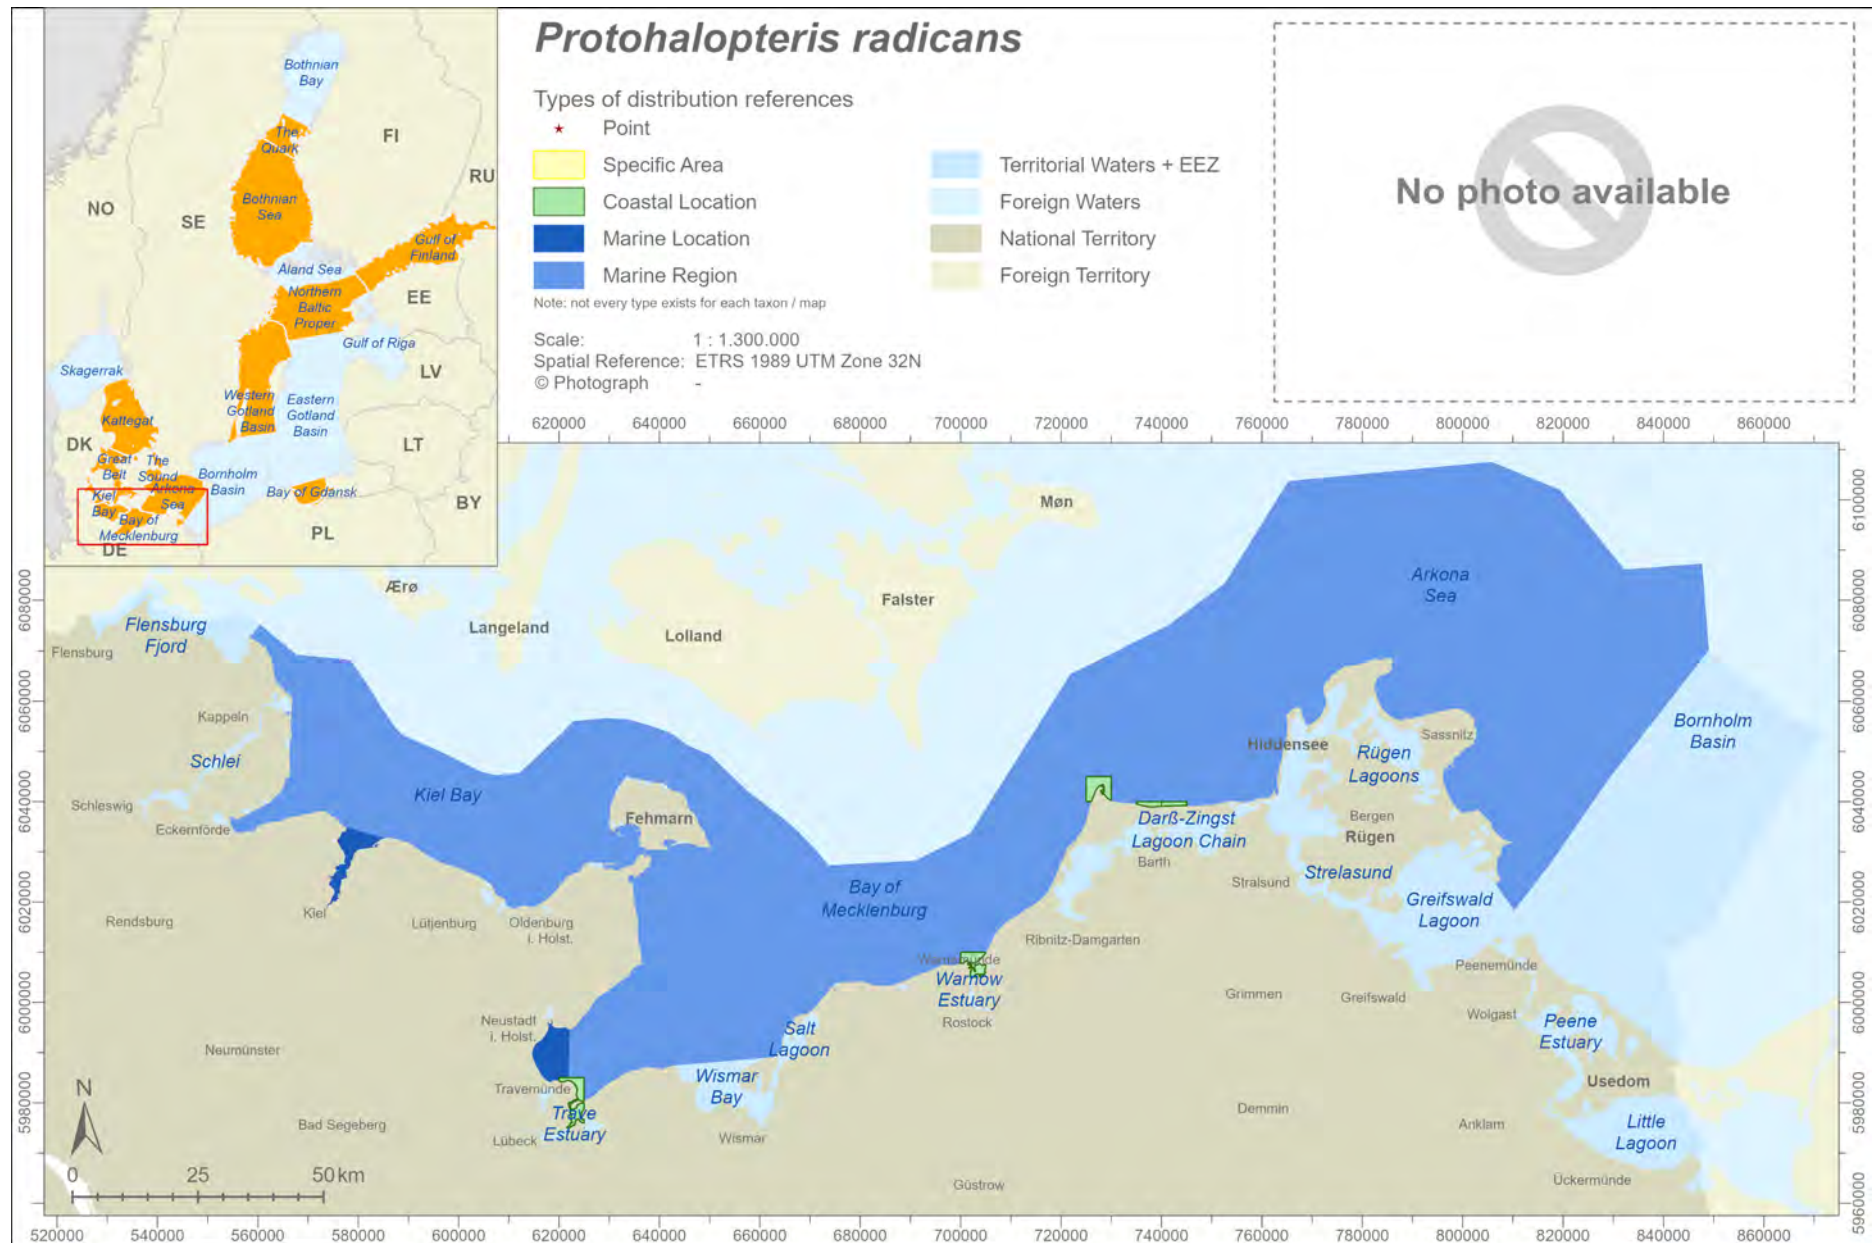 Protohalopteris radicans
Types of distribution references
Point
Specific Area
Coastal Location
Marine Location
Marine Region
Territorial Waters + EEZ
Foreign Waters
National Territory
Foreign Territory
Note: not every type exists for each taxon / map
Scale: 1 : 1.300.000
Spatial Reference: ETRS 1989 UTM Zone 32N
© Photograph -
No photo available
Bothnian
Bay
The
Quark
FI
RU
NO
SE
Bothnian
Sea
Gulf of
Finland
Åland Sea
Northern
Baltic
Proper
EE
Gulf of Riga
Skagerrak
LV
Western
Gotland
Basin
Eastern
Gotland
Basin
Kattegat
DK
LT
Great
Belt
The
Sound
Bornholm
Basin
Arkona
Sea
Bay of Gdansk
Kiel
Bay
BY
Bay of
Mecklenburg
PL
DE
620000 640000 660000 680000 700000 720000 740000 760000 780000 800000 820000 840000 860000
6100000
6080000
6060000
6040000
6020000
6000000
5980000
5960000
6080000
6060000
6040000
6020000
6000000
5980000
Møn
Ærø
Arkona
Sea
Falster
Langeland
Lolland
Flensburg
Fjord
Flensburg
Kappeln
Schlei
Schleswig
Eckernförde
Kiel Bay
Fehmarn
Hiddensee
Rügen
Lagoons
Sassnitz
Bornholm
Basin
Bergen
Rügen
Darß-Zingst
Lagoon Chain
Barth
Stralsund
Strelasund
Greifswald
Lagoon
Bay of
Mecklenburg
Rendsburg
Kiel
Lütjenburg
Oldenburg
i. Holst.
Ribnitz-Damgarten
Warnemünde
Warnow
Estuary
Rostock
Peenemünde
Grimmen
Greifswald
Wolgast
Peene
Estuary
Neustadt
i. Holst.
Salt
Lagoon
Neumünster
Wismar
Bay
Travemünde
Trave
Estuary
Usedom
Demmin
Anklam
Little
Lagoon
Bad Segeberg
Lübeck
Wismar
Güstrow
Ückermünde
N
0 25 50 km
520000 540000 560000 580000 600000 620000 640000 660000 680000 700000 720000 740000 760000 780000 800000 820000 840000 860000